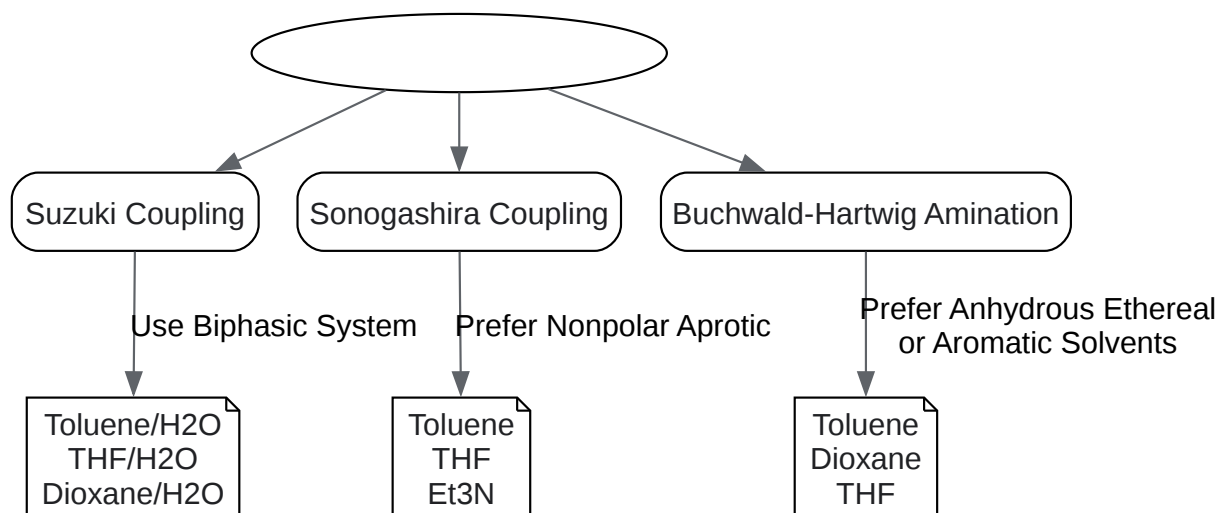 Suzuki Coupling
Sonogashira Coupling
Buchwald-Hartwig Amination
Use Biphasic System
Prefer Nonpolar Aprotic
Prefer Anhydrous Ethereal
or Aromatic Solvents
Toluene/H2O
THF/H2O
Dioxane/H2O
Toluene
THF
Et3N
Toluene
Dioxane
THF